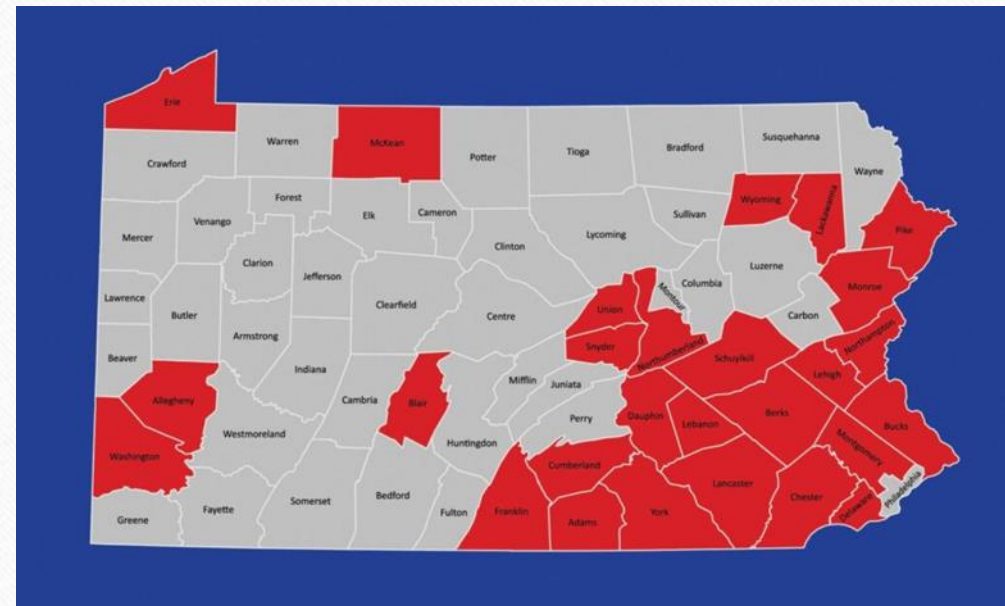 Erie
Warren
McKean
Potter
Tioga
Bradford
Susquehanna
Wayne
Crawford
Forest
Elk
Cameron
Sullivan
Wyoming
Lackawanna
Pike
Mercer
Venango
Clarion
Jefferson
Clinton
Lycoming
Luzerne
Monroe
Lawrence
Butler
Clearfield
Centre
Union
Montour
Columbia
Carbon
Northampton
Beaver
Armstrong
Indiana
Snyder
Northumberland
Schuylkill
Lehigh
Allegheny
Cambria
Blair
Mifflin
Juniata
Perry
Dauphin
Lebanon
Berks
Bucks
Washington
Westmoreland
Huntingdon
Cumberland
Lancaster
Montgomery
Greene
Fayette
Somerset
Bedford
Fulton
Franklin
Adams
York
Chester
Delaware
Philadelphia